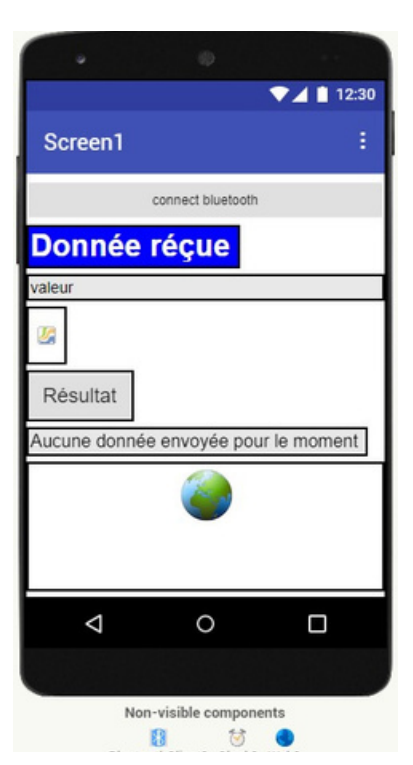 12:30
Screen1
connect bluetooth
Donnée réçue
valeur
Résultat
Aucune donnée envoyée pour le moment
Non-visible components